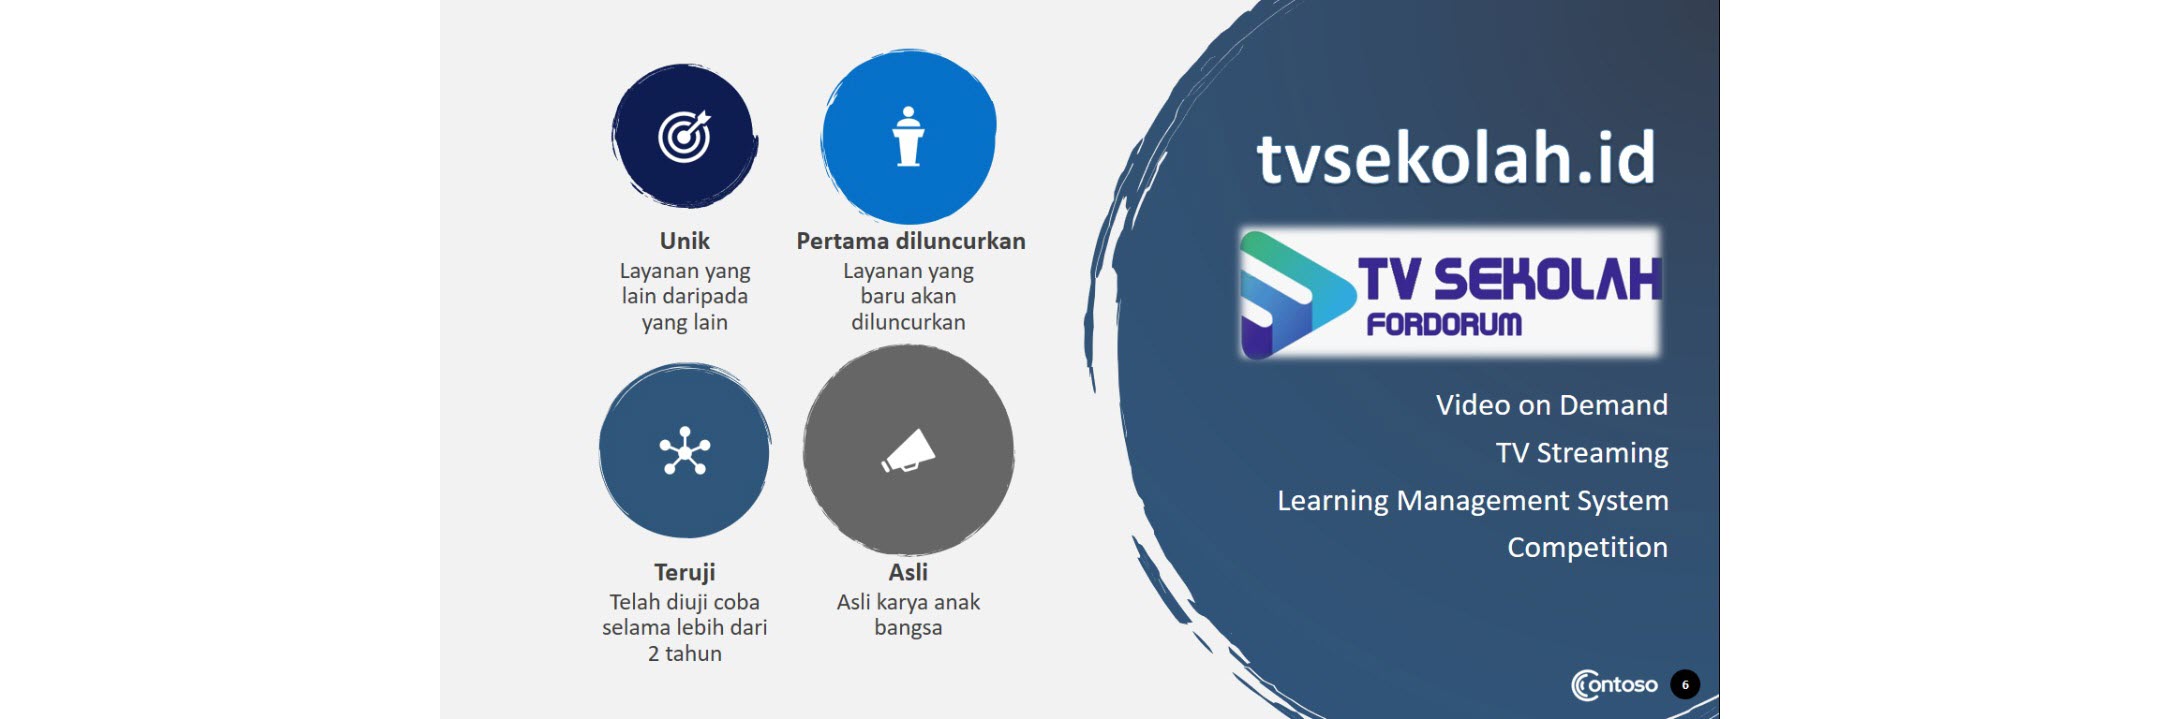 Unik
Layanan yang
lain daripada
yang lain
Pertama diluncurkan
Layanan yang
baru akan
diluncurkan
Teruji
Telah diuji coba
selama lebih dari
2 tahun
Asli
Asli karya anak
bangsa
tvsekolah.id
TV SEKOLAH
FORDORUM
Video on Demand
TV Streaming
Learning Management System
Competition
Contoso
6